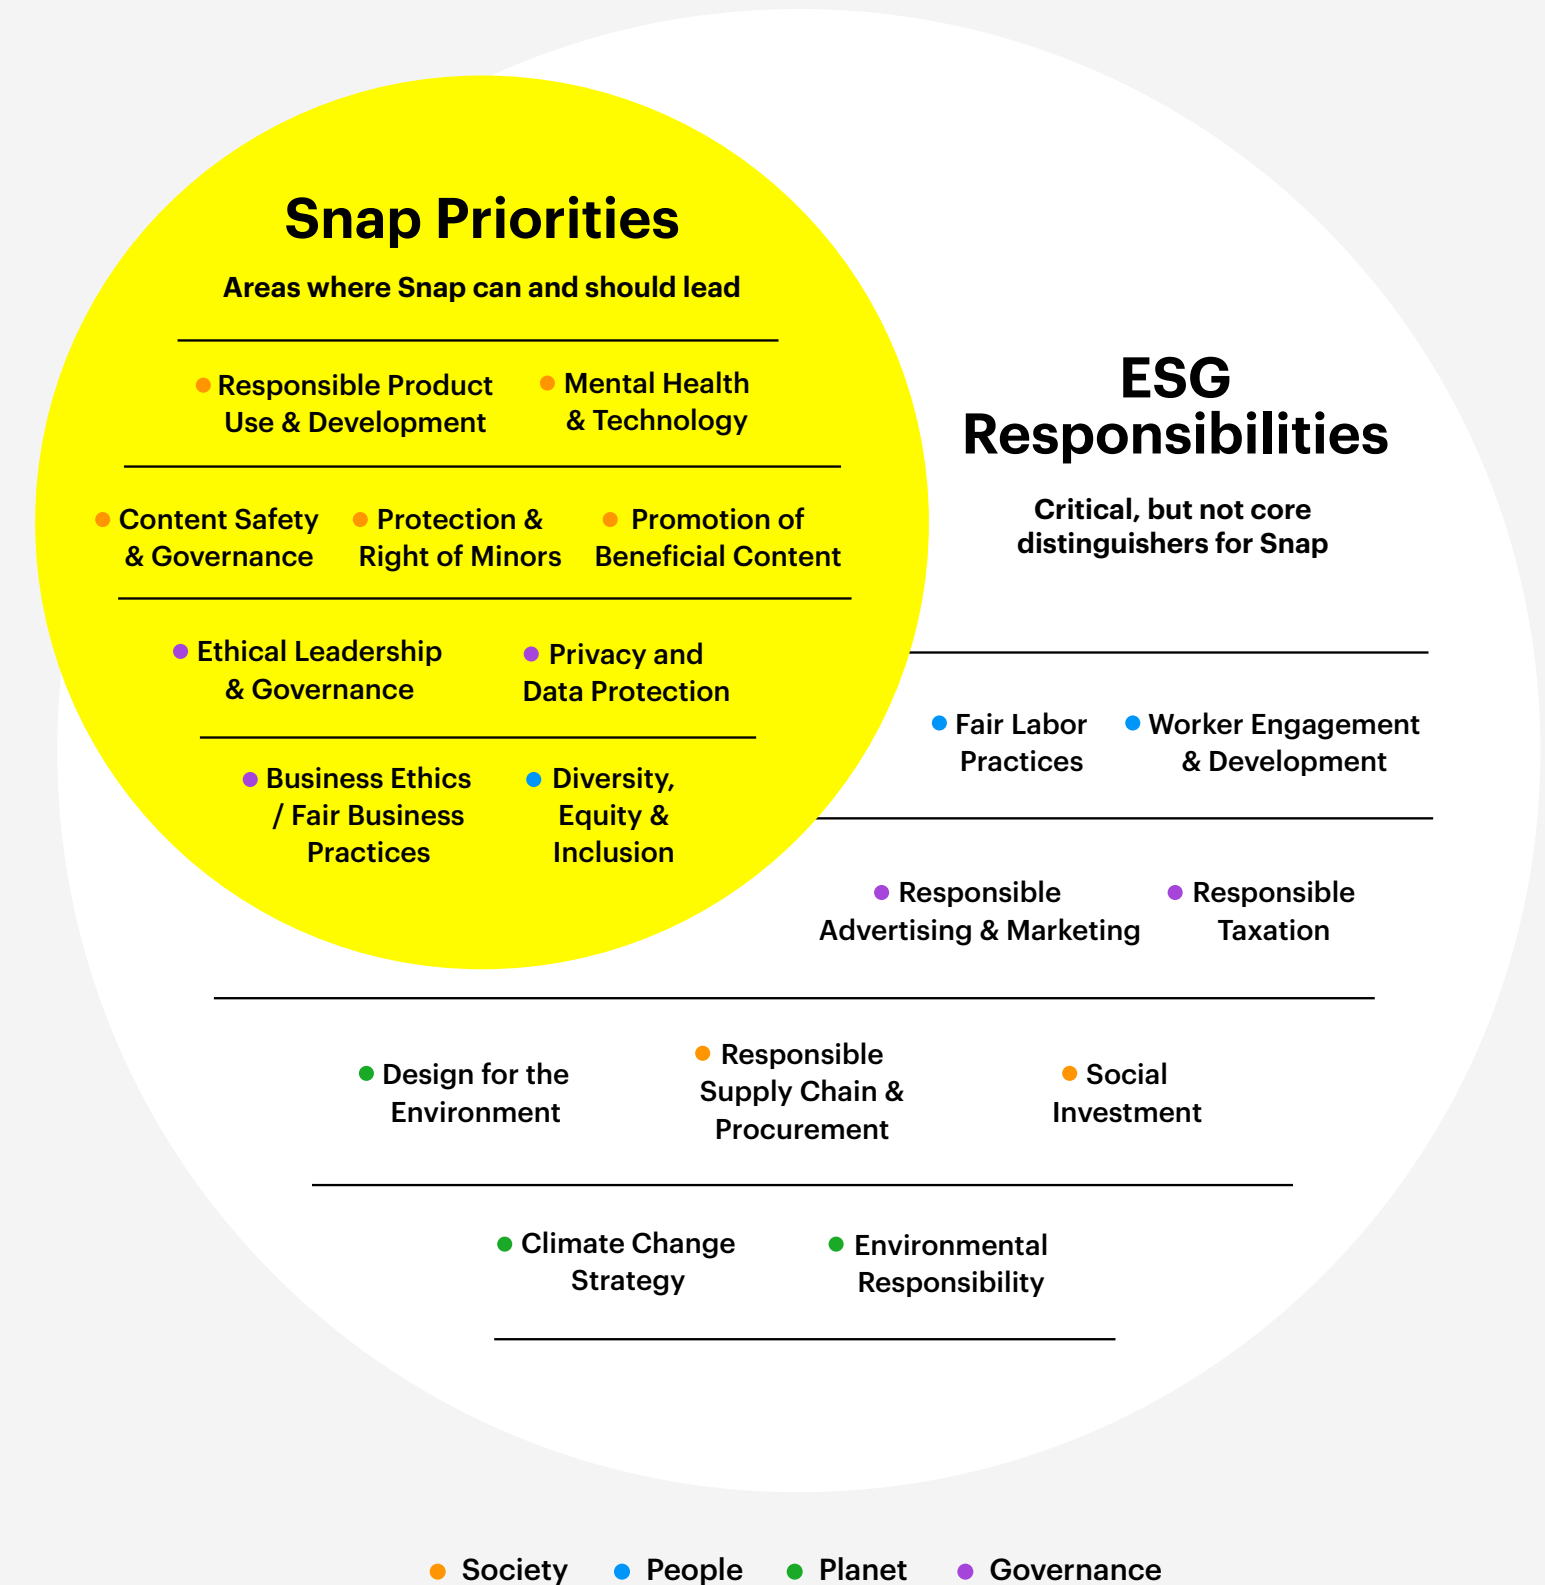 Snap Priorities
Areas where Snap can and should lead
Responsible Product
Use & Development
Mental Health
& Technology
Content Safety
& Governance
Protection &
Right of Minors
Promotion of
Beneficial Content
Ethical Leadership
& Governance
Privacy and
Data Protection
Business Ethics
/ Fair Business
Practices
Diversity,
Equity &
Inclusion
ESG
Responsibilities
Critical, but not core
distinguishers for Snap
Fair Labor
Practices
Worker Engagement
& Development
Responsible
Advertising & Marketing
Responsible
Taxation
Design for the
Environment
Responsible
Supply Chain &
Procurement
Social
Investment
Climate Change
Strategy
Environmental
Responsibility
Society People Planet Governance